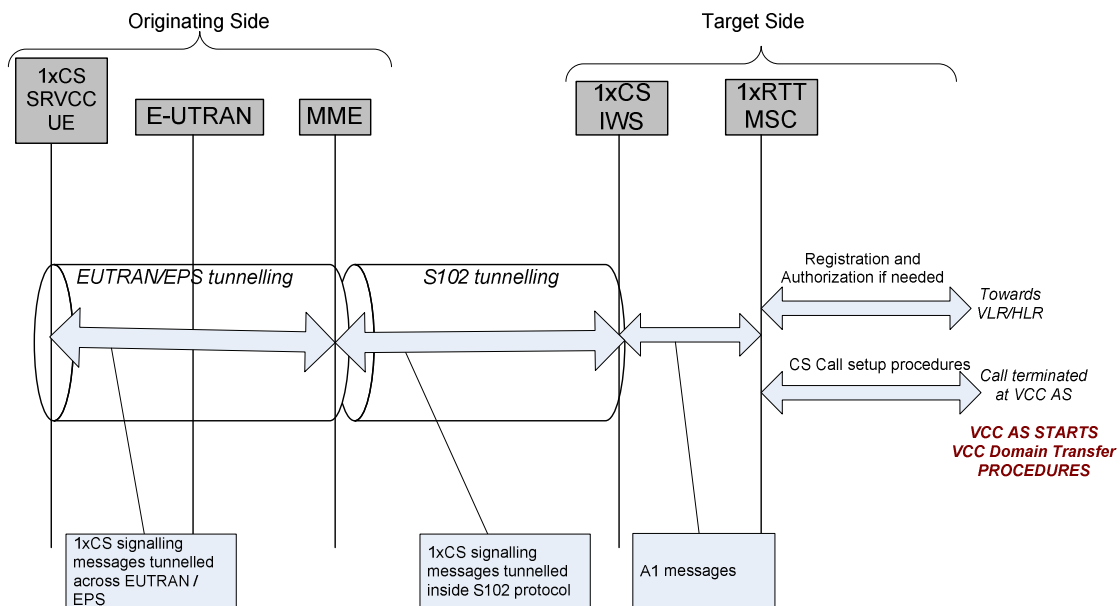 Originating Side
Target Side
1xCS
SRVCC
UE
E-UTRAN
MME
1xCS
IWS
1xRTT
MSC
EUTRAN/EPS tunnelling
S102 tunnelling
Registration and
Authorization if needed
Towards
VLR/HLR
CS Call setup procedures
Call terminated
at VCC AS
VCC AS STARTS
VCC Domain Transfer
PROCEDURES
1xCS signalling
messages tunnelled
across EUTRAN /
EPS
1xCS signalling
messages tunnelled
inside S102 protocol
A1 messages